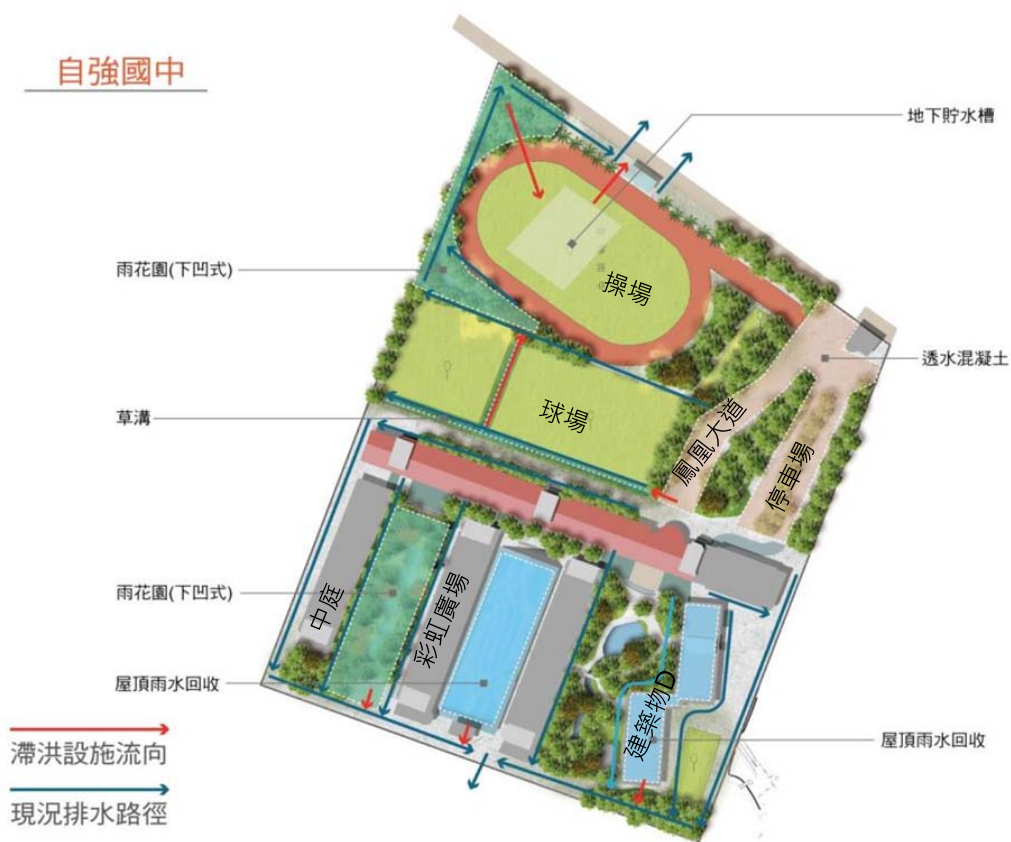 自強國中
地下貯水槽
雨花園(下凹式)
操場
透水混凝土
草溝
球場
鳳凰大道
停車場
雨花園(下凹式)
中庭
彩虹廣場
屋頂雨水回收
建築物D
屋頂雨水回收
滯洪設施流向
現況排水路徑